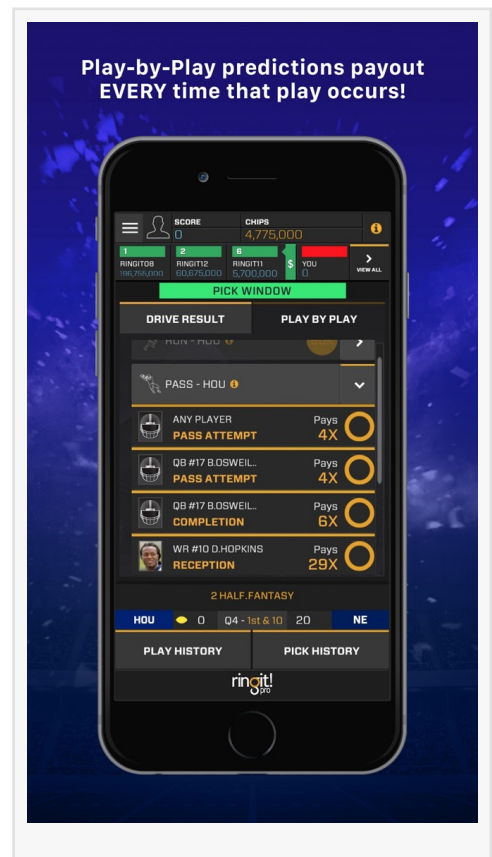 Play-by-Play predictions payout
EVERY time that play occurs!
SCORE
0
CHIPS
4,775,000
1
RINGIT08
2
RINGIT12
60,675,000
6
RINGIT11
5,700,000
$
YOU
0
VIEW ALL
PICK WINDOW
DRIVE RESULT
PLAY BY PLAY
RUN - HOU
PASS - HOU
ANY PLAYER
PASS ATTEMPT
Pays
4X
QB #17 B.OSWEIL..
PASS ATTEMPT
Pays
4X
QB #17 B.OSWEIL..
COMPLETION
Pays
6X
WR #10 D.HOPKINS
RECEPTION
Pays
29X
2 HALF.FANTASY
HOU 0 Q4 - 1st & 10 20 NE
PLAY HISTORY
PICK HISTORY
ringit!
pro